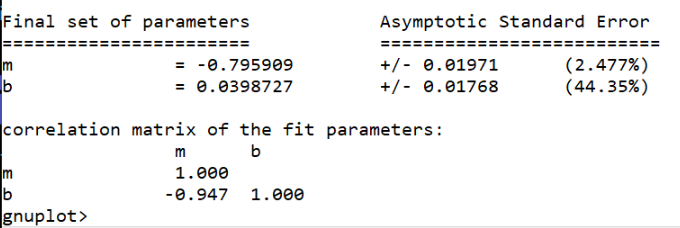 Final set of parameters Asymptotic Standard Error
======================= ==========================
m = -0.795909 +/- 0.01971 (2.477%)
b = 0.0398727 +/- 0.01768 (44.35%)
correlation matrix of the fit parameters:
m b
m 1.000
b -0.947 1.000
gnuplot>